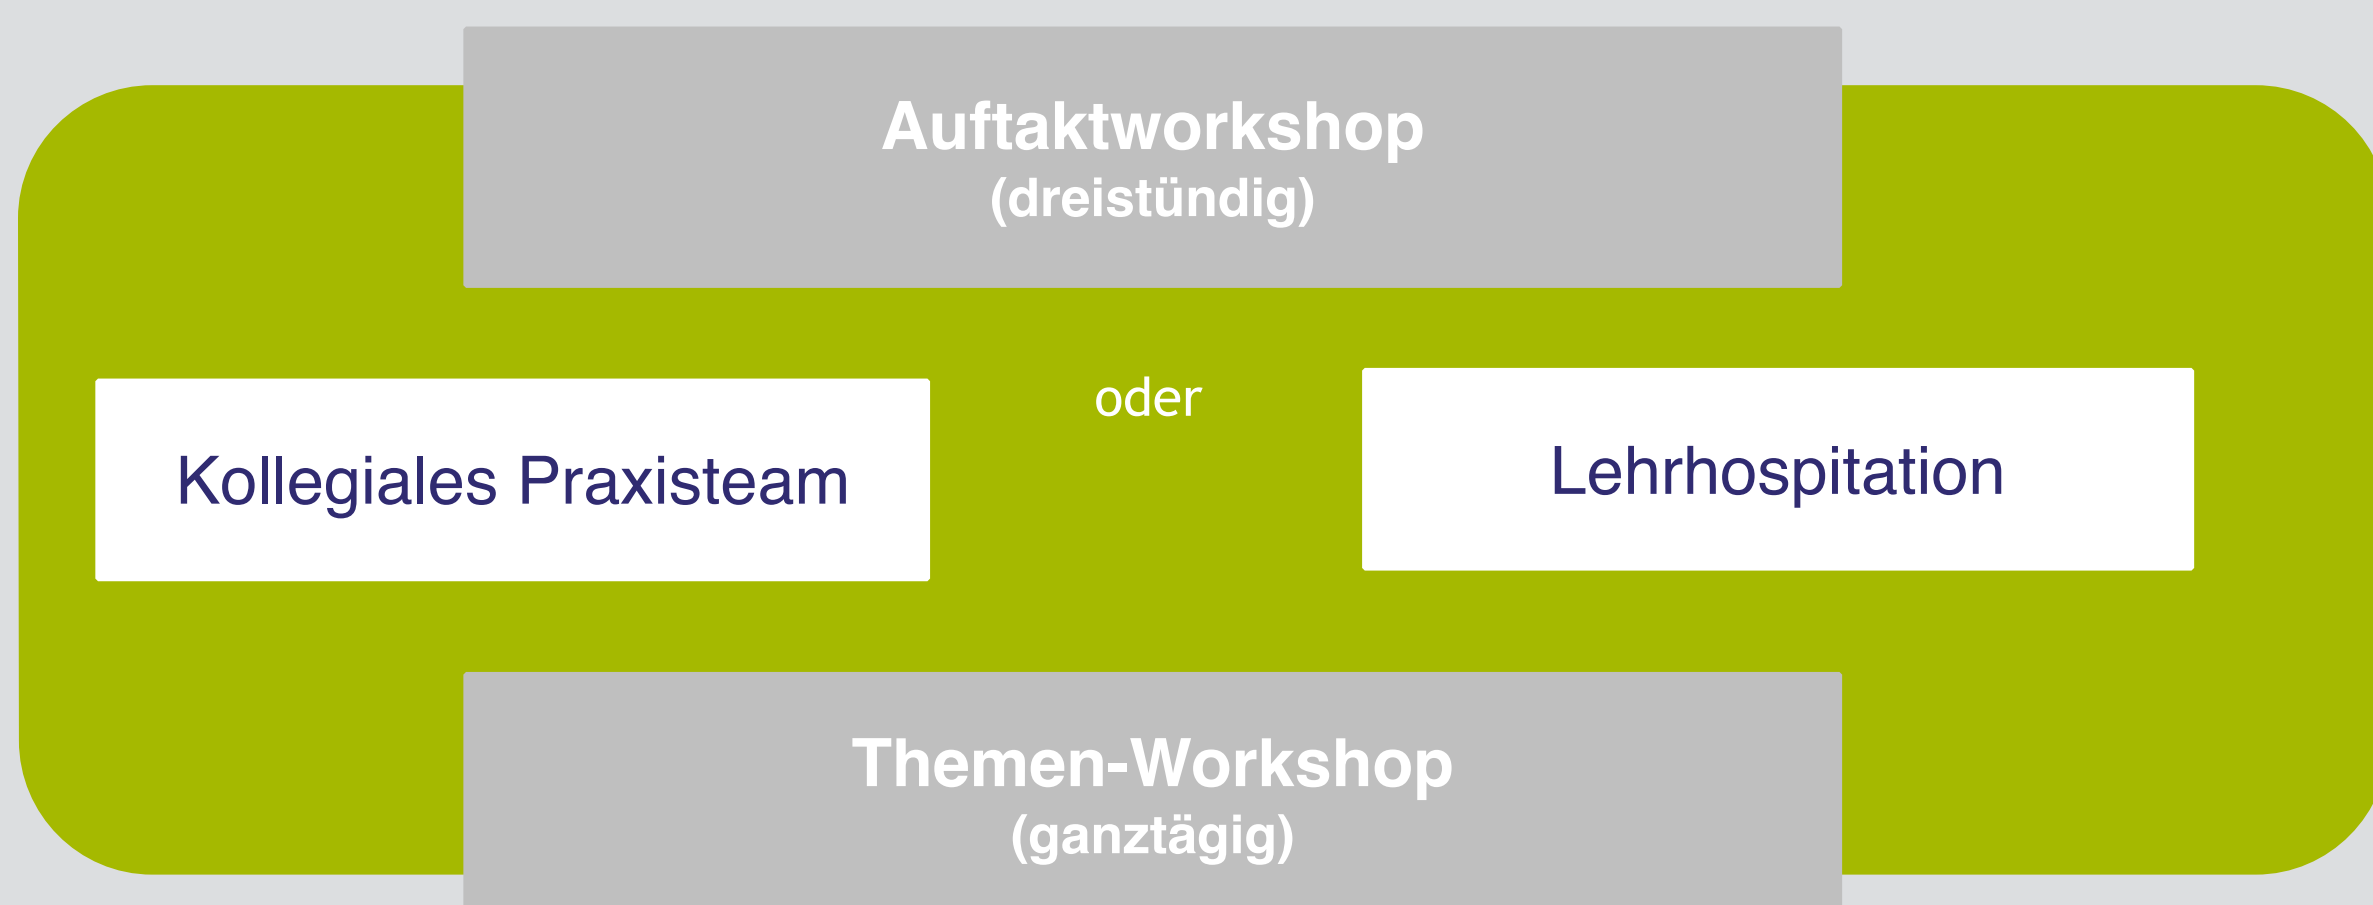 Auftaktworkshop
(dreistündig)
oder
Kollegiales Praxisteam
Lehrhospitation
Themen-Workshop
(ganztägig)